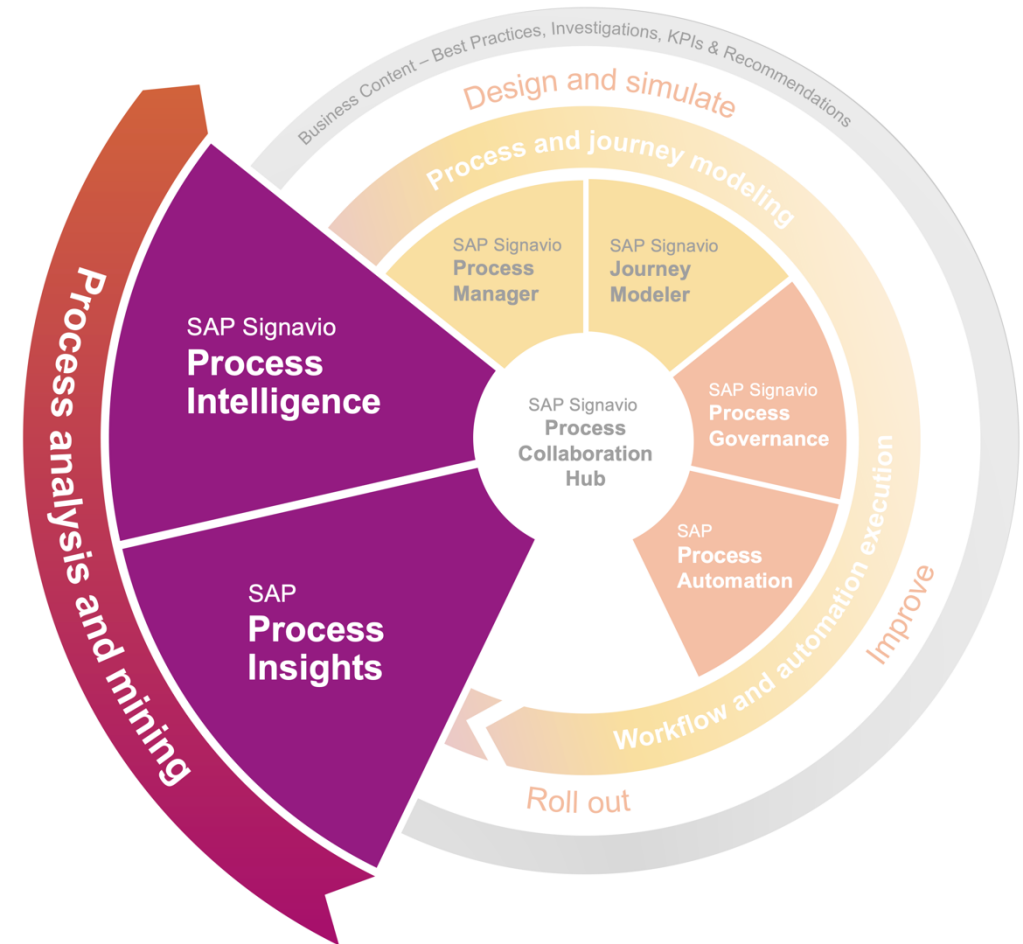 Business Content – Best Practices, Investigations, KPIs & Recommendations
Design and simulate
Process and journey modeling
SAP Signavio
Process
Manager
SAP Signavio
Journey
Modeler
SAP Signavio
Process
Intelligence
Process analysis and mining
SAP Signavio
Process
Collaboration
Hub
SAP Signavio
Process
Governance
SAP
Process
Automation
SAP
Process
Insights
Workflow and automation execution
Improve
Roll out